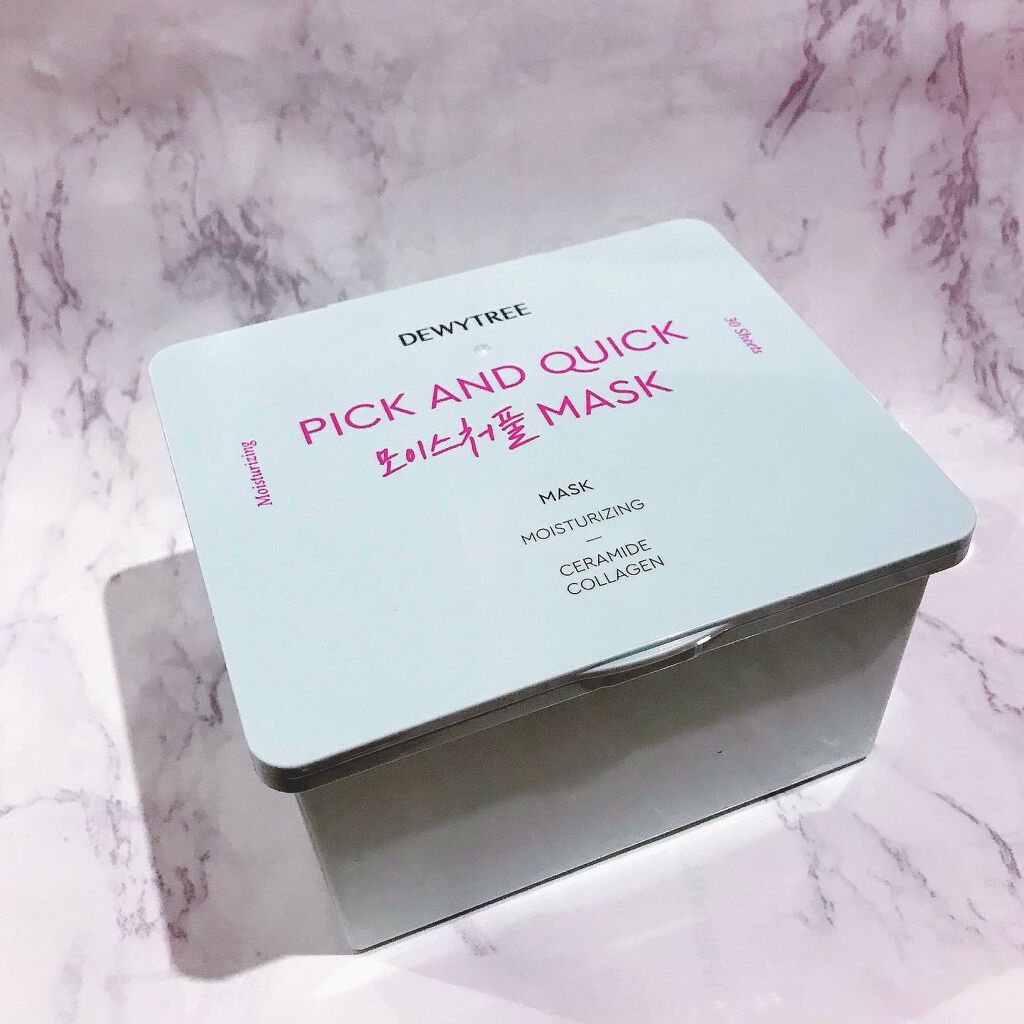 DEWYTREE
PICK AND QUICK
모이스처풀 MASK
Moisturizing
30 Sheets
MASK
MOISTURIZING
—
CERAMIDE
COLLAGEN